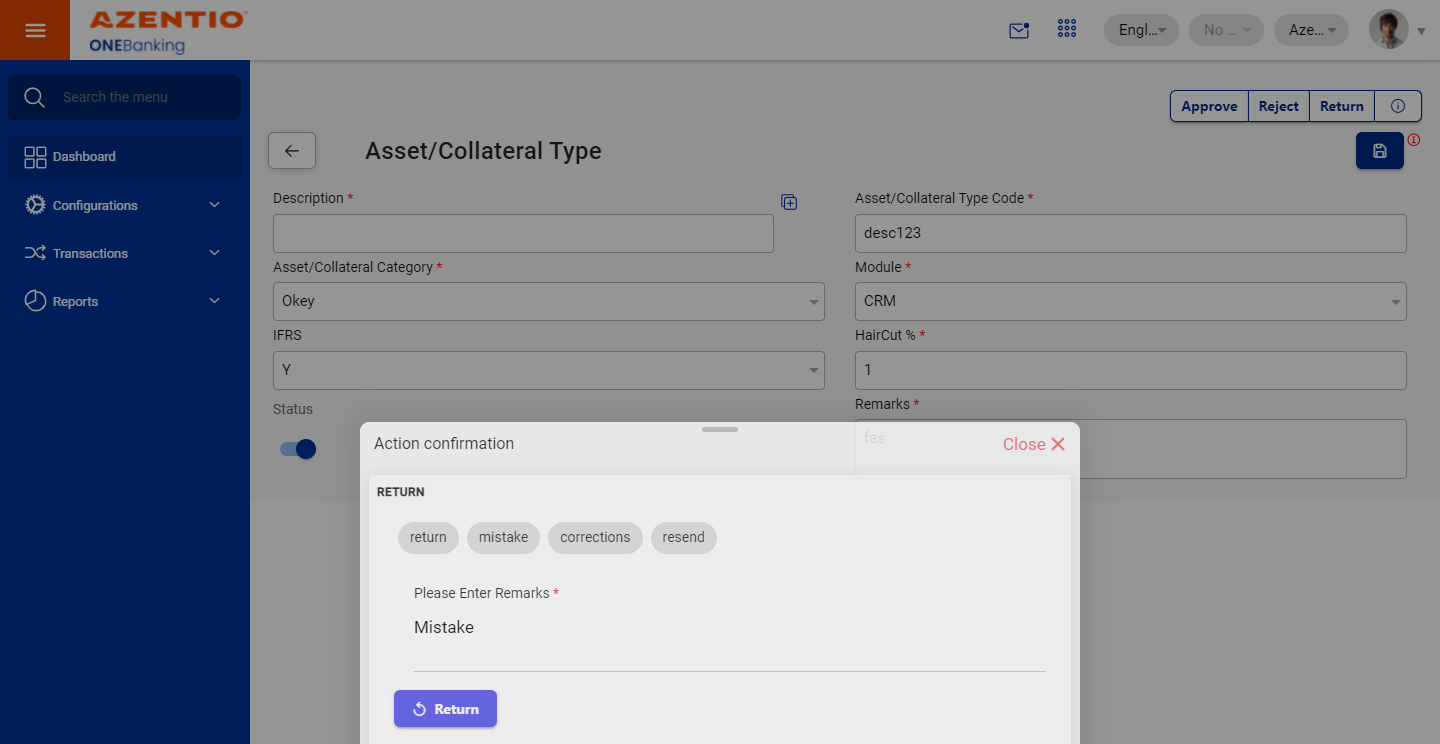 AZENTIO™
ONEBanking
Engl...
No ...
Aze...
Search the menu
Dashboard
Configurations
Transactions
Reports
Approve
Reject
Return
Asset/Collateral Type
Description *
Asset/Collateral Type Code *
desc123
Asset/Collateral Category *
Okey
Module *
CRM
IFRS
Y
HairCut % *
1
Status
Remarks *
fas
Action confirmation
Close
RETURN
return
mistake
corrections
resend
Please Enter Remarks *
Mistake
Return